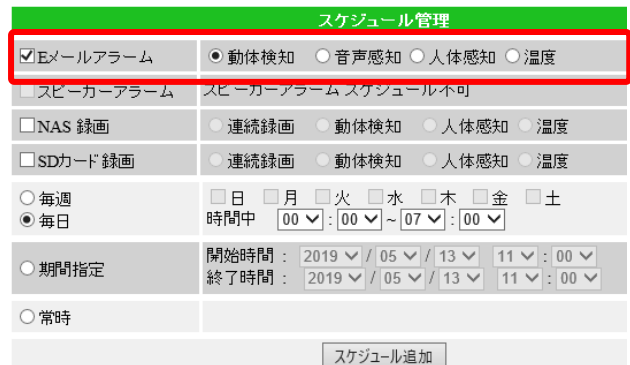 スケジュール管理
Eメールアラーム 動体検知 音声感知 人体感知 温度
スピーカーアラーム スピーカーアラーム スケジュール不可
NAS 録画 連続録画 動体検知 人体感知 温度
SDカード録画 連続録画 動体検知 人体感知 温度
毎週 日 月 火 水 木 金 土
毎日 時間中 00 : 00 ~ 07 : 00
期間指定 開始時間 : 2019 / 05 / 13 11 : 00
終了時間 : 2019 / 05 / 13 11 : 00
常時
スケジュール追加